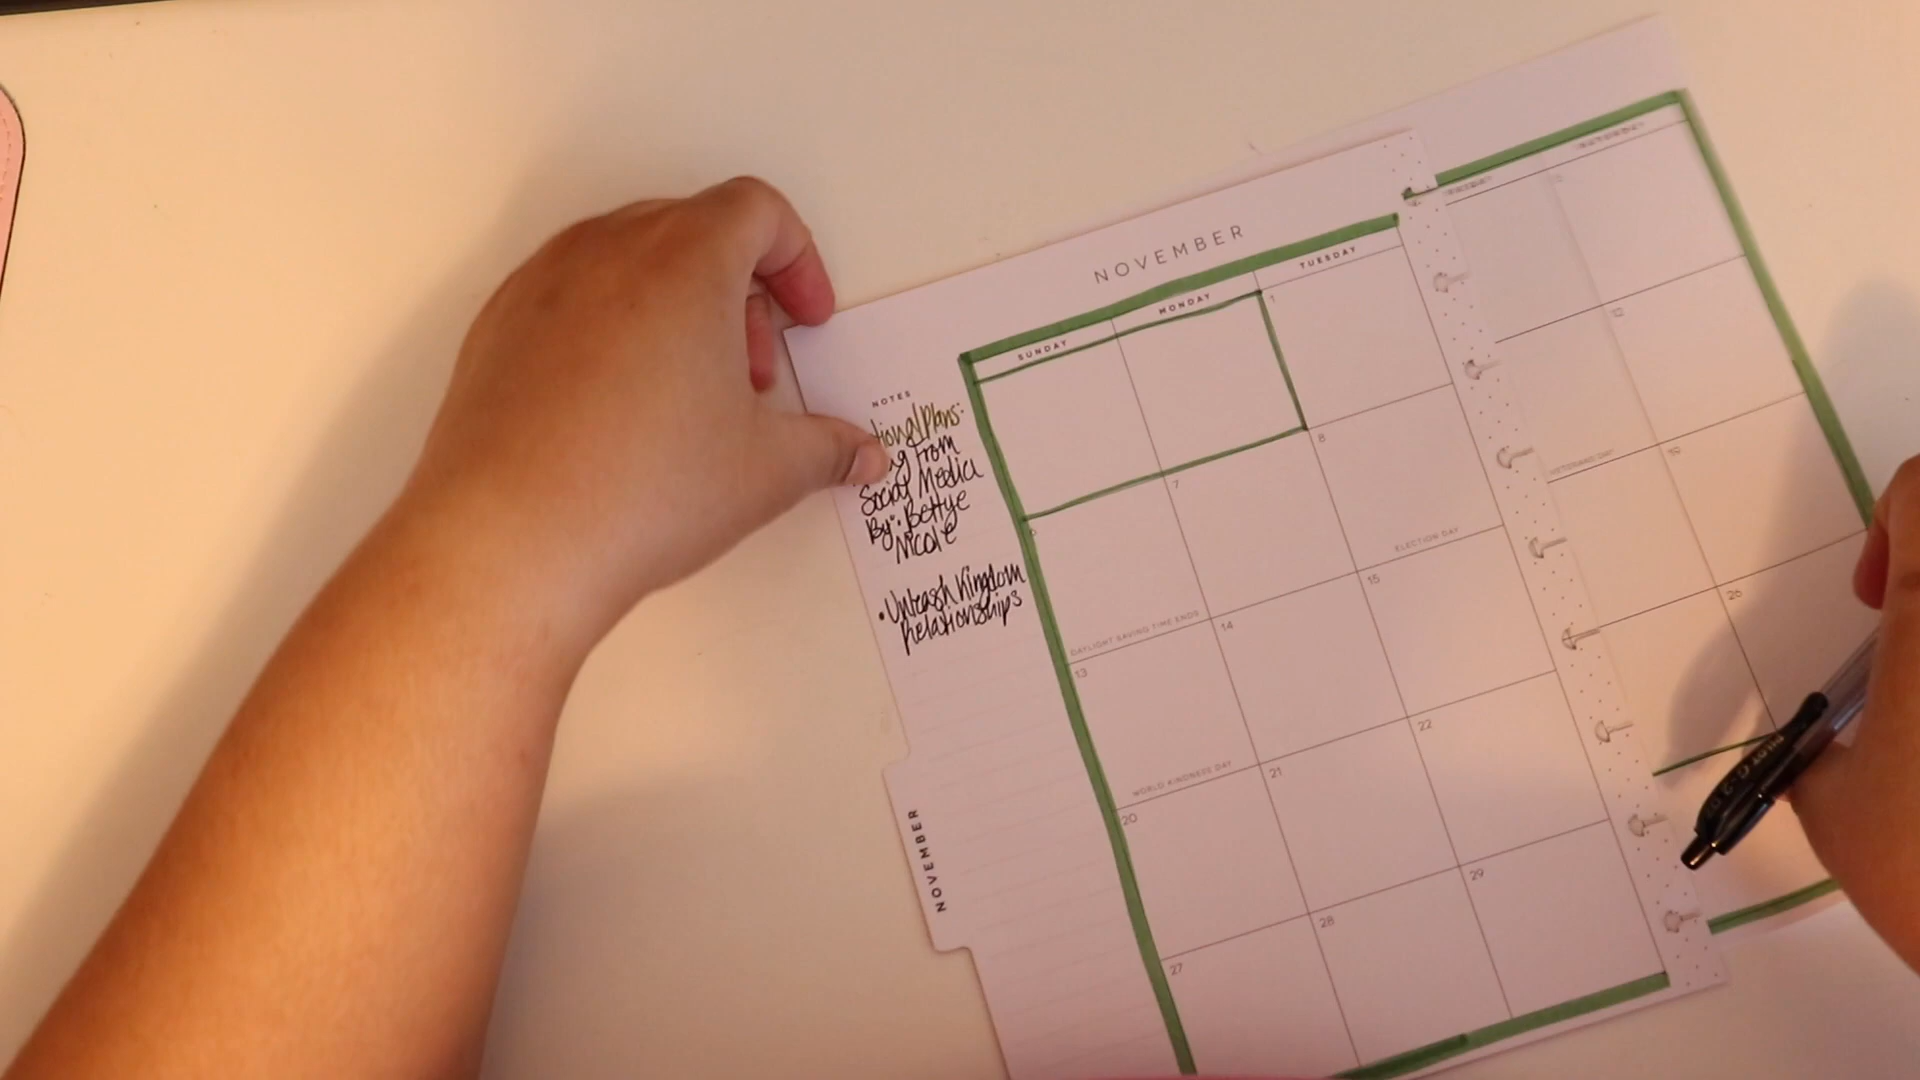 NOVEMBER
SUNDAY
MONDAY
TUESDAY
NOTES
Plans:
From
Social Media
By: Bettye
Nicole
• Unleash Kingdom
Relationships
1
7
8
DAYLIGHT SAVING TIME ENDS
ELECTION DAY
13
14
15
WORLD KINDNESS DAY
20
21
22
27
28
29
NOVEMBER
VETERANS DAY
12
19
26
PILOT G-2